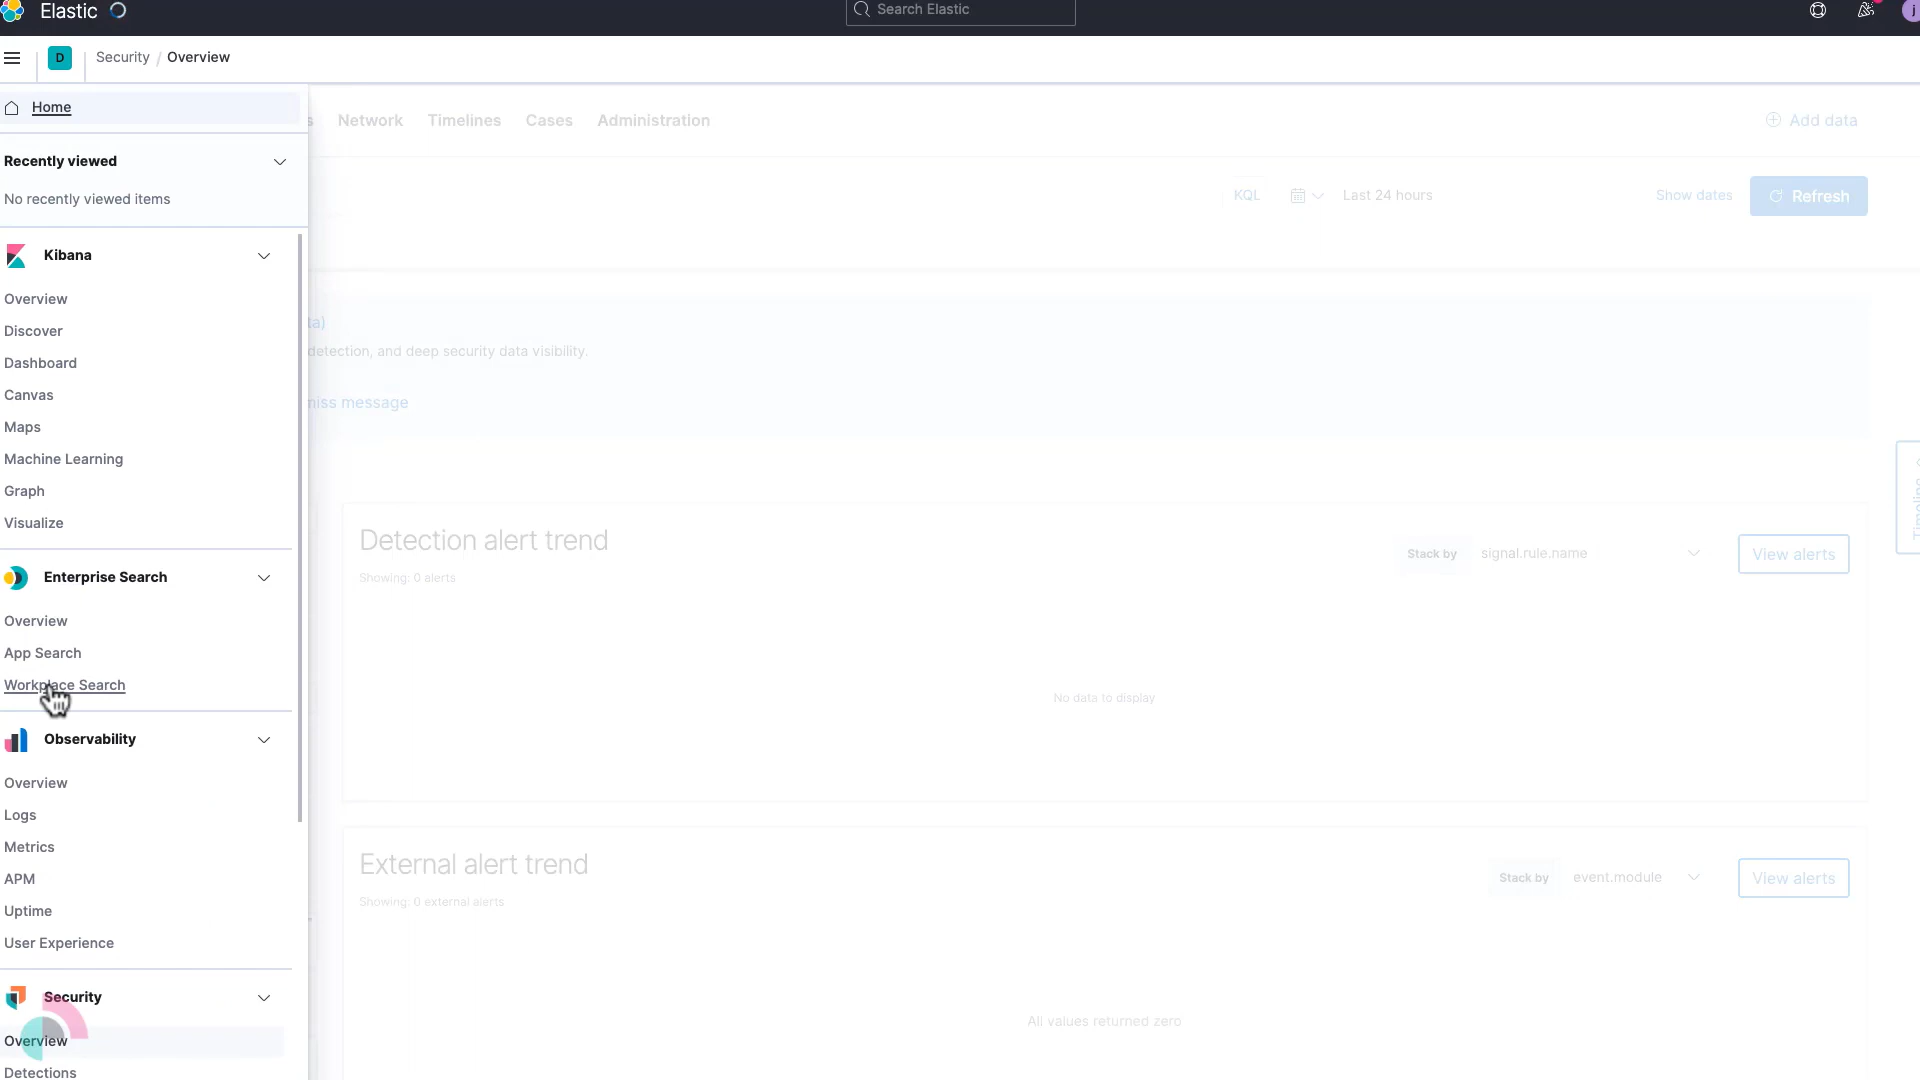 Elastic
Search Elastic
j
D
Security / Overview
Home
Recently viewed
No recently viewed items
Kibana
Overview
Discover
Dashboard
Canvas
Maps
Machine Learning
Graph
Visualize
Enterprise Search
Overview
App Search
Workplace Search
Observability
Overview
Logs
Metrics
APM
Uptime
User Experience
Security
Overview
Detections
s
Network
Timelines
Cases
Administration
Add data
KQL
Last 24 hours
Show dates
Refresh
ta)
detection, and deep security data visibility.
miss message
Timeline
Detection alert trend
Showing: 0 alerts
Stack by
signal.rule.name
View alerts
No data to display
External alert trend
Showing: 0 external alerts
Stack by
event.module
View alerts
All values returned zero